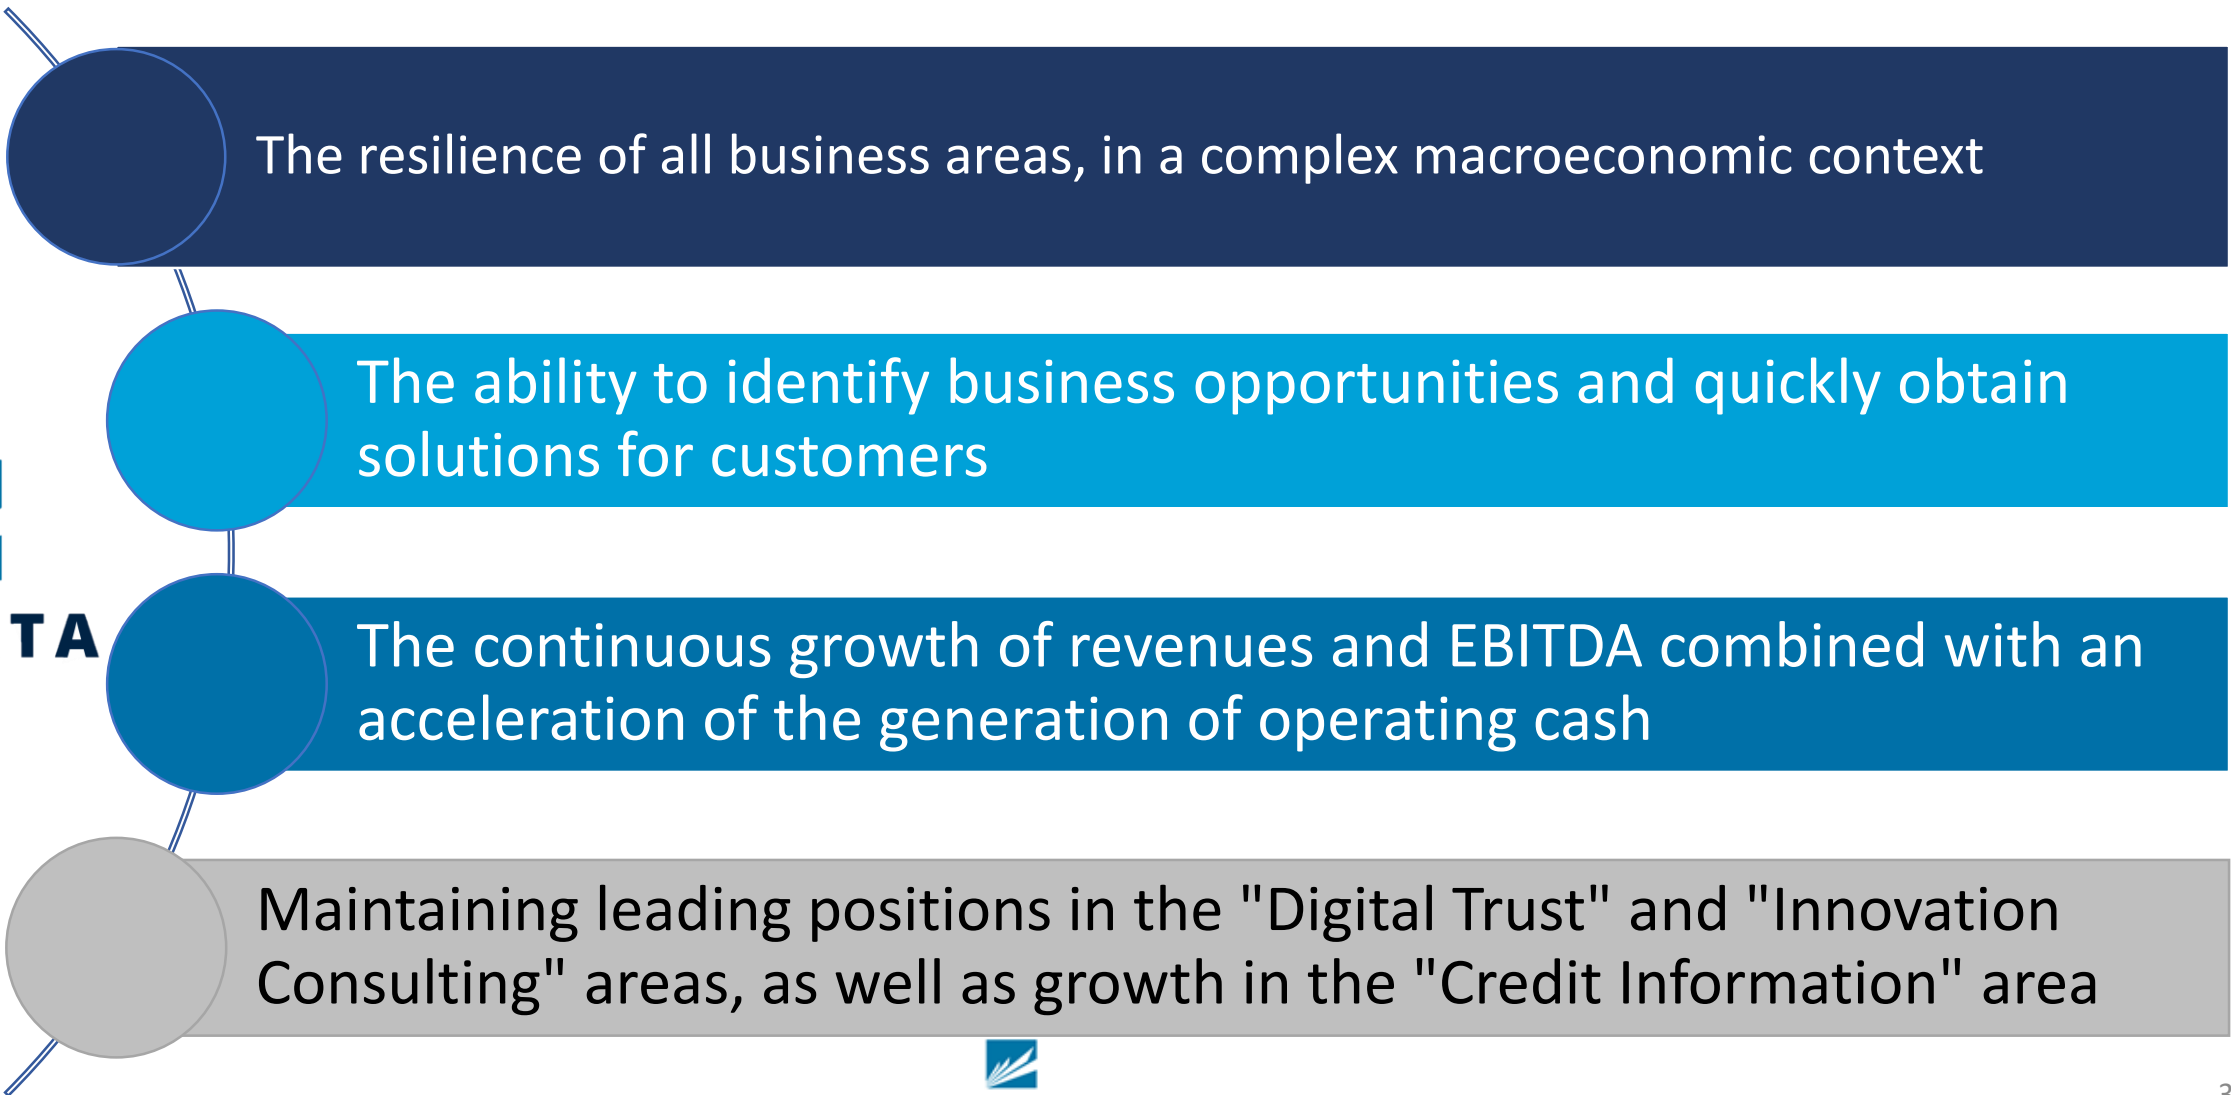 The resilience of all business areas, in a complex macroeconomic context
The ability to identify business opportunities and quickly obtain
solutions for customers
TA
The continuous growth of revenues and EBITDA combined with an
acceleration of the generation of operating cash
Maintaining leading positions in the "Digital Trust" and "Innovation
Consulting" areas, as well as growth in the "Credit Information" area